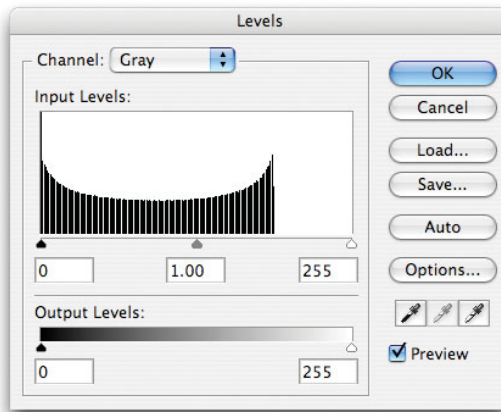 Levels
Channel: Gray
OK
Input Levels:
Cancel
Load...
Save...
Auto
0 1.00 255
Options...
Output Levels:
Preview
0 255